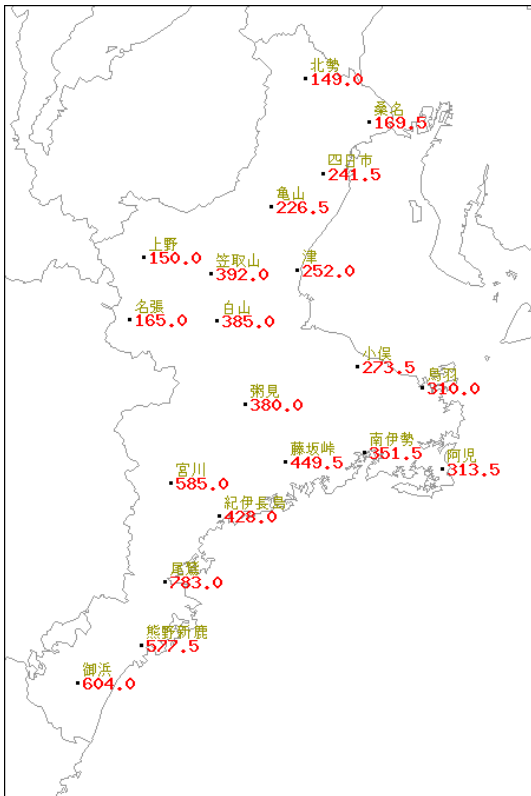 北勢
149.0
桑名
169.5
四日市
241.5
亀山
226.5
上野
150.0
笠取山
392.0
津
252.0
名張
165.0
白山
385.0
小俣
273.5
鳥羽
310.0
粥見
380.0
藤坂峠
449.5
南伊勢
351.5
阿児
313.5
宮川
585.0
紀伊長島
428.0
尾鷲
783.0
熊野新鹿
577.5
御浜
604.0